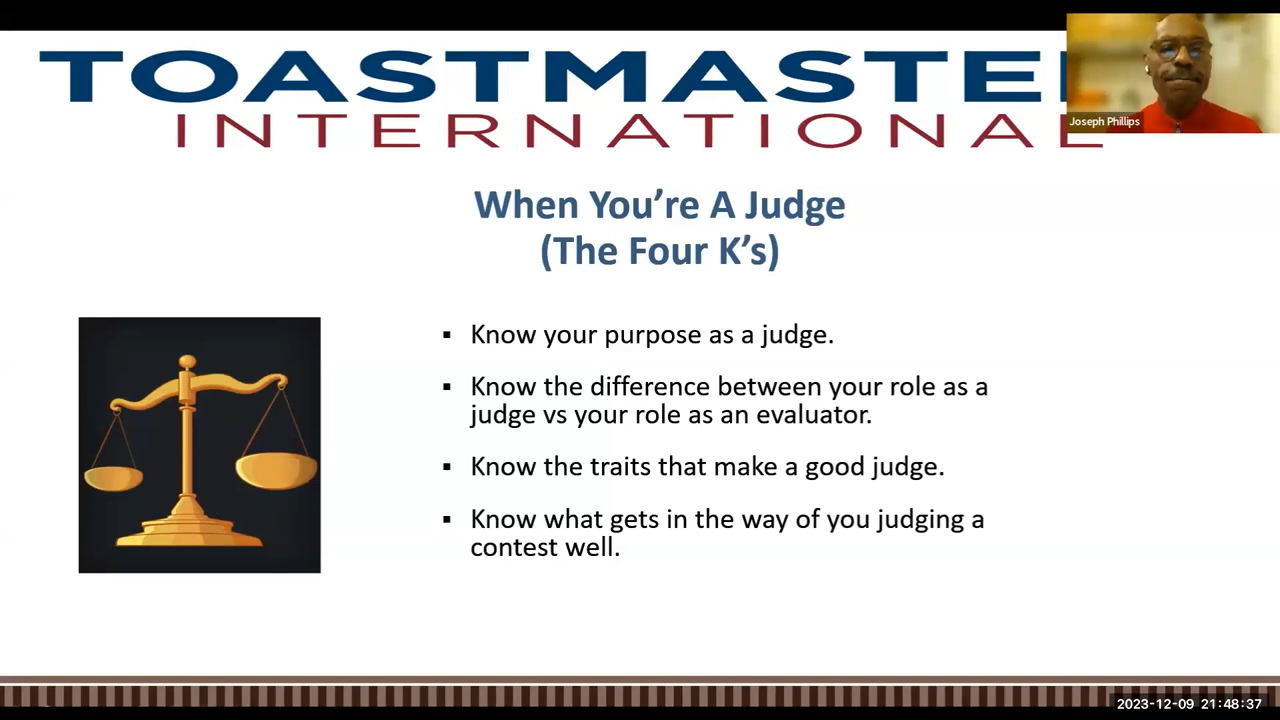 TOASTMASTE
INTERNATIONAL
Joseph Phillips
When You’re A Judge
(The Four K’s)
▪ Know your purpose as a judge.
▪ Know the difference between your role as a
judge vs your role as an evaluator.
▪ Know the traits that make a good judge.
▪ Know what gets in the way of you judging a
contest well.
2023-12-09 21:48:37